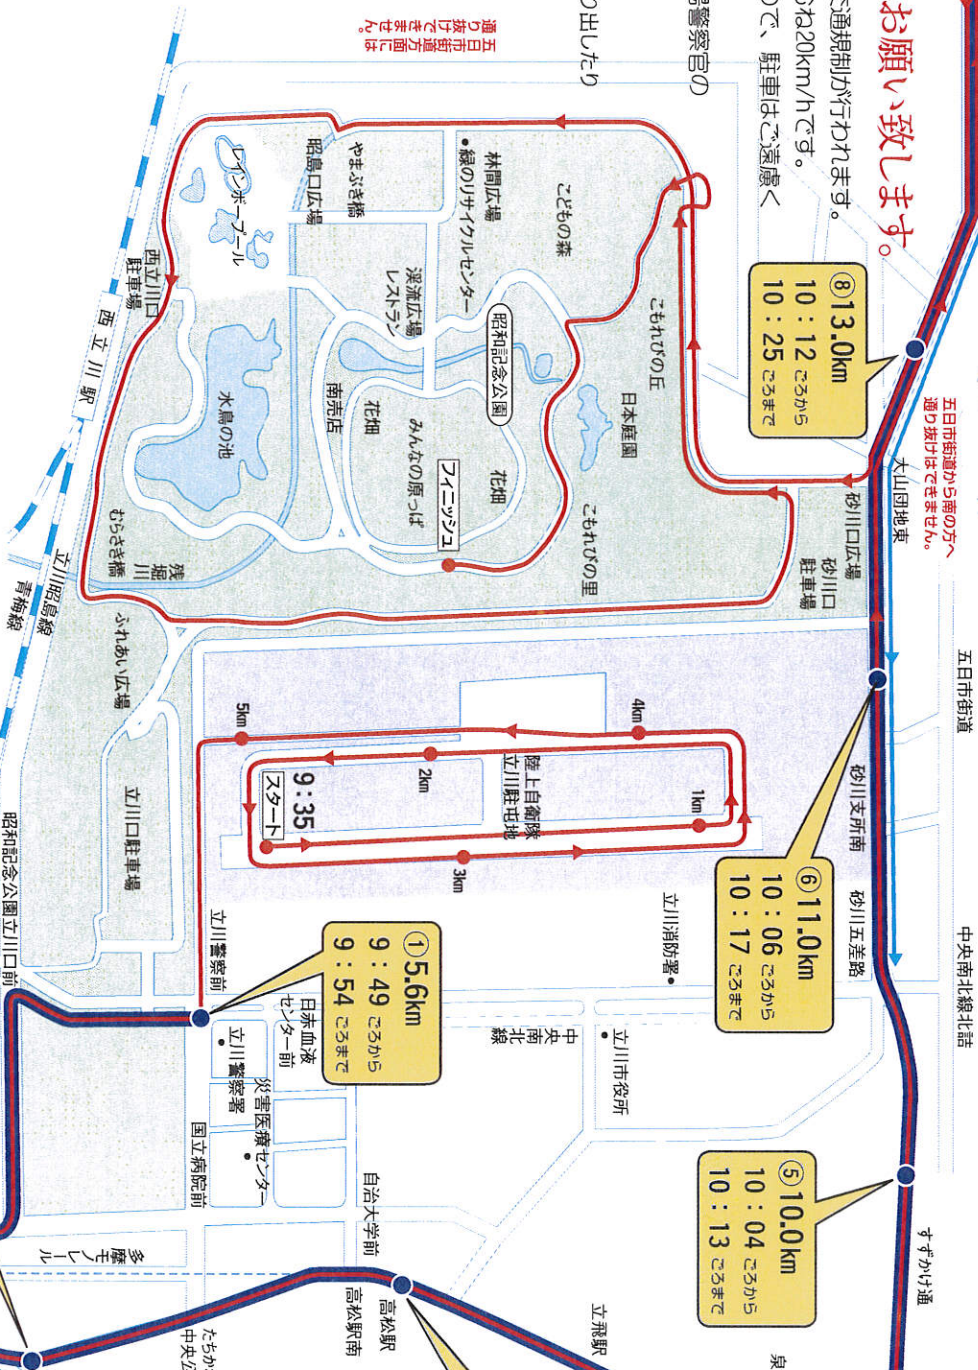 お願い致します。
交通規制が行われます。
むね20km/hです。
ので、駐車はご遠慮く
場警察官の
り出したり
五日市街道方面には
通り抜けできません。
五日市街道から南の方へ
通り抜けはできません。
⑧13.0km
10:12ごろから
10:25ごろまで
大山団地東
五日市街道
砂川口広場
砂川口
駐車場
砂川支所南
⑥11.0km
10:06ごろから
10:17ごろまで
砂川五差路
中央南北線北詰
⑤10.0km
10:04ごろから
10:13ごろまで
すずかけ通
泉
立飛駅
こもれびの丘
日本庭園
こもれびの里
こどもの森
林間広場
・緑のリサイクルセンター
昭和記念公園
花畑
フィニッシュ
みんなの原っぱ
花畑
渓流広場
レストラン
南売店
やまぶき橋
昭島口広場
レインボープール
水鳥の池
西立川口
駐車場
西立川駅
むらさき橋
残堀川
立川昭島線
青梅線
ふれあい広場
立川口駐車場
昭和記念公園立川口前
陸上自衛隊
立川駐屯地
1km
2km
3km
4km
5km
9:35
スタート
立川消防署・
立川警察前
①5.6km
9:49ごろから
9:54ごろまで
日赤血液
センター前
立川警察署
災害医療センター
国立病院前
中央南北線
立川市役所
自治大学前
多摩モノレール
高松駅
高松駅南
たちかわ
中央公